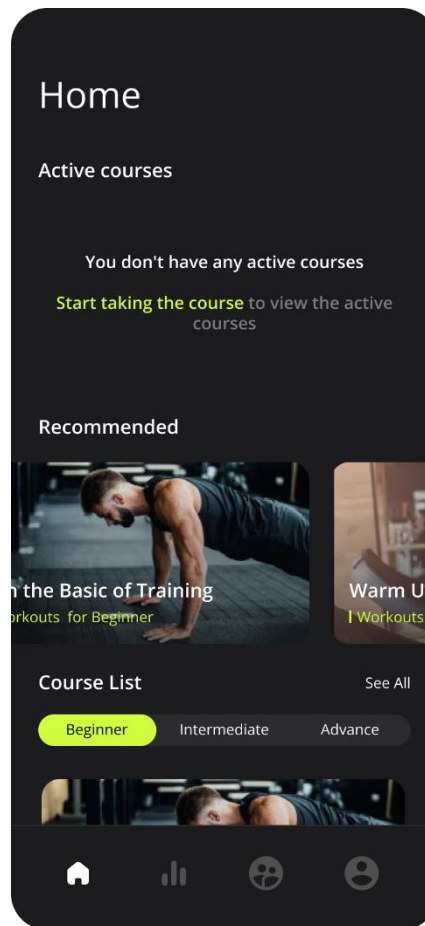 Home
Active courses
You don't have any active courses
Start taking the course to view the active
courses
Recommended
the Basic of Training
for Beginner
Warm
Workouts
Course List
See All
Beginner Intermediate Advance